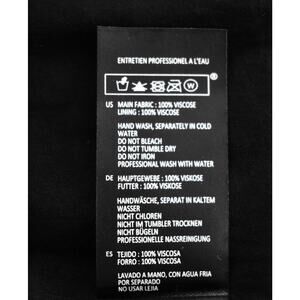 ENTRETIEN PROFESSIONEL A L'EAU
®
W
US MAIN FABRIC : 100% VISCOSE
LINING : 100% VISCOSE
HAND WASH, SEPARATELY IN COLD
WATER
DO NOT BLEACH
DO NOT TUMBLE DRY
DO NOT IRON
PROFESSIONAL WASH WITH WATER
DE HAUPTGEWEBE : 100% VISKOSE
FUTTER : 100% VISKOSE
HANDWÄSCHE, SEPARAT IN KALTEM
WASSER
NICHT CHLOREN
NICHT IM TUMBLER TROCKNEN
NICHT BÜGELN
PROFESSIONELLE NASSREINIGUNG
ES TEJIDO : 100% VISCOSA
FORRO : 100% VISCOSA
LAVADO A MANO, CON AGUA FRIA
POR SEPARADO
NO USAR LEJIA